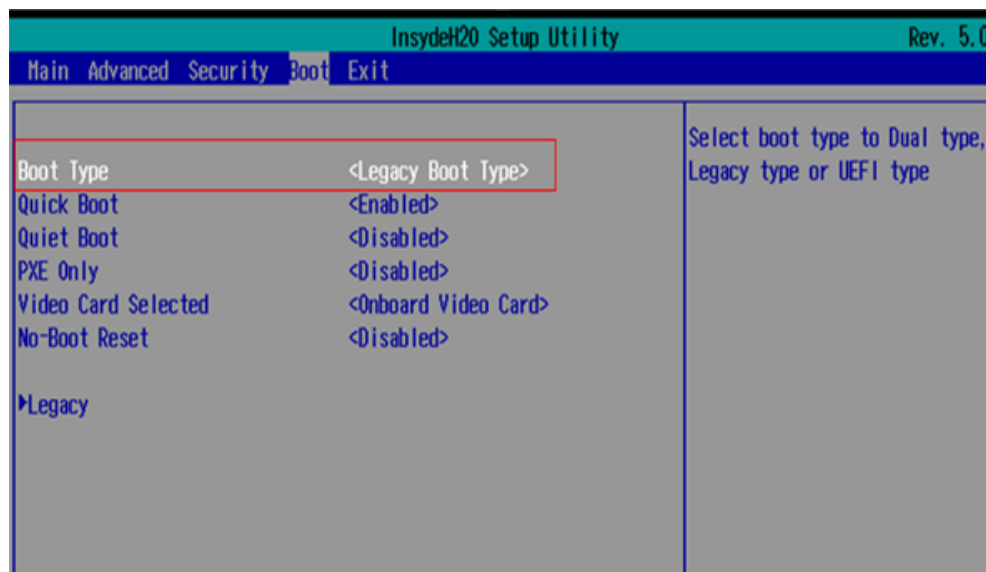 InsydeH20 Setup Utility Rev. 5.0
Main Advanced Security Boot Exit
Boot Type <Legacy Boot Type>
Quick Boot <Enabled>
Quiet Boot <Disabled>
PXE Only <Disabled>
Video Card Selected <Onboard Video Card>
No-Boot Reset <Disabled>
▶Legacy
Select boot type to Dual type,
Legacy type or UEFI type